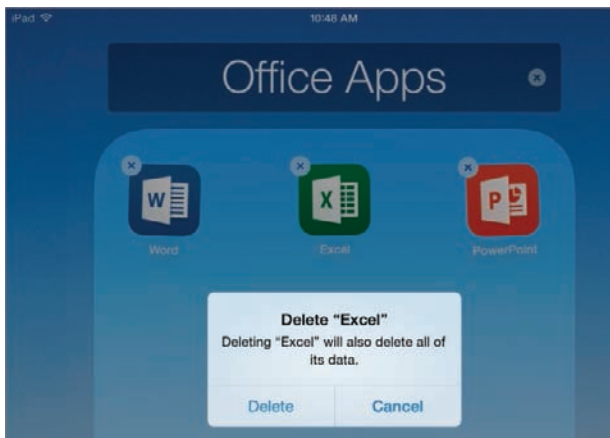 iPad
10:48 AM
Office Apps
W
X
P
Word
Excel
PowerPoint
Delete "Excel"
Deleting "Excel" will also delete all of
its data.
Delete
Cancel